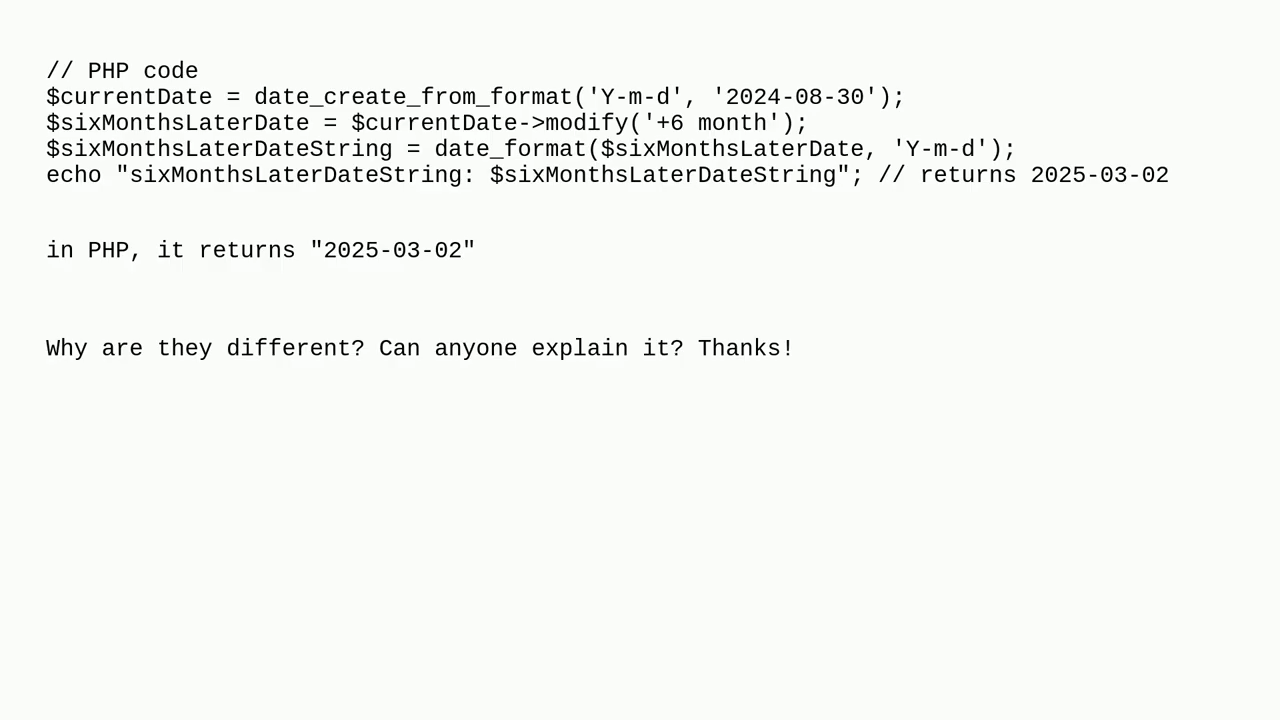 // PHP code
$currentDate = date_create_from_format('Y-m-d', '2024-08-30');
$sixMonthsLaterDate = $currentDate->modify('+6 month');
$sixMonthsLaterDateString = date_format($sixMonthsLaterDate, 'Y-m-d');
echo "sixMonthsLaterDateString: $sixMonthsLaterDateString"; // returns 2025-03-02
in PHP, it returns "2025-03-02"
Why are they different? Can anyone explain it? Thanks!